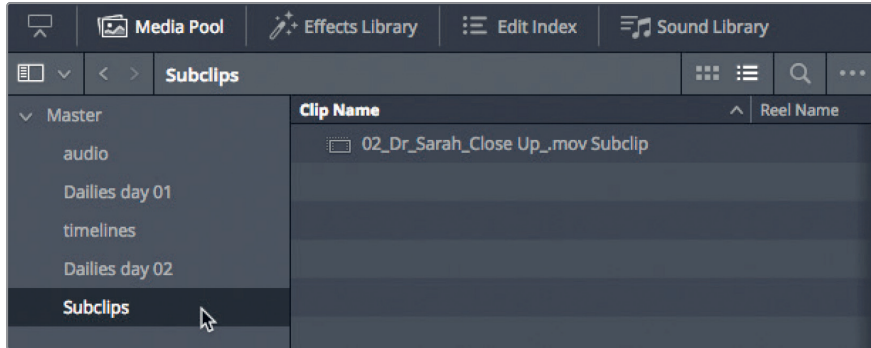 Media Pool Effects Library Edit Index Sound Library
Subclips
Master
audio
Dailies day 01
timelines
Dailies day 02
Subclips
Clip Name Reel Name
02_Dr_Sarah_Close Up_.mov Subclip